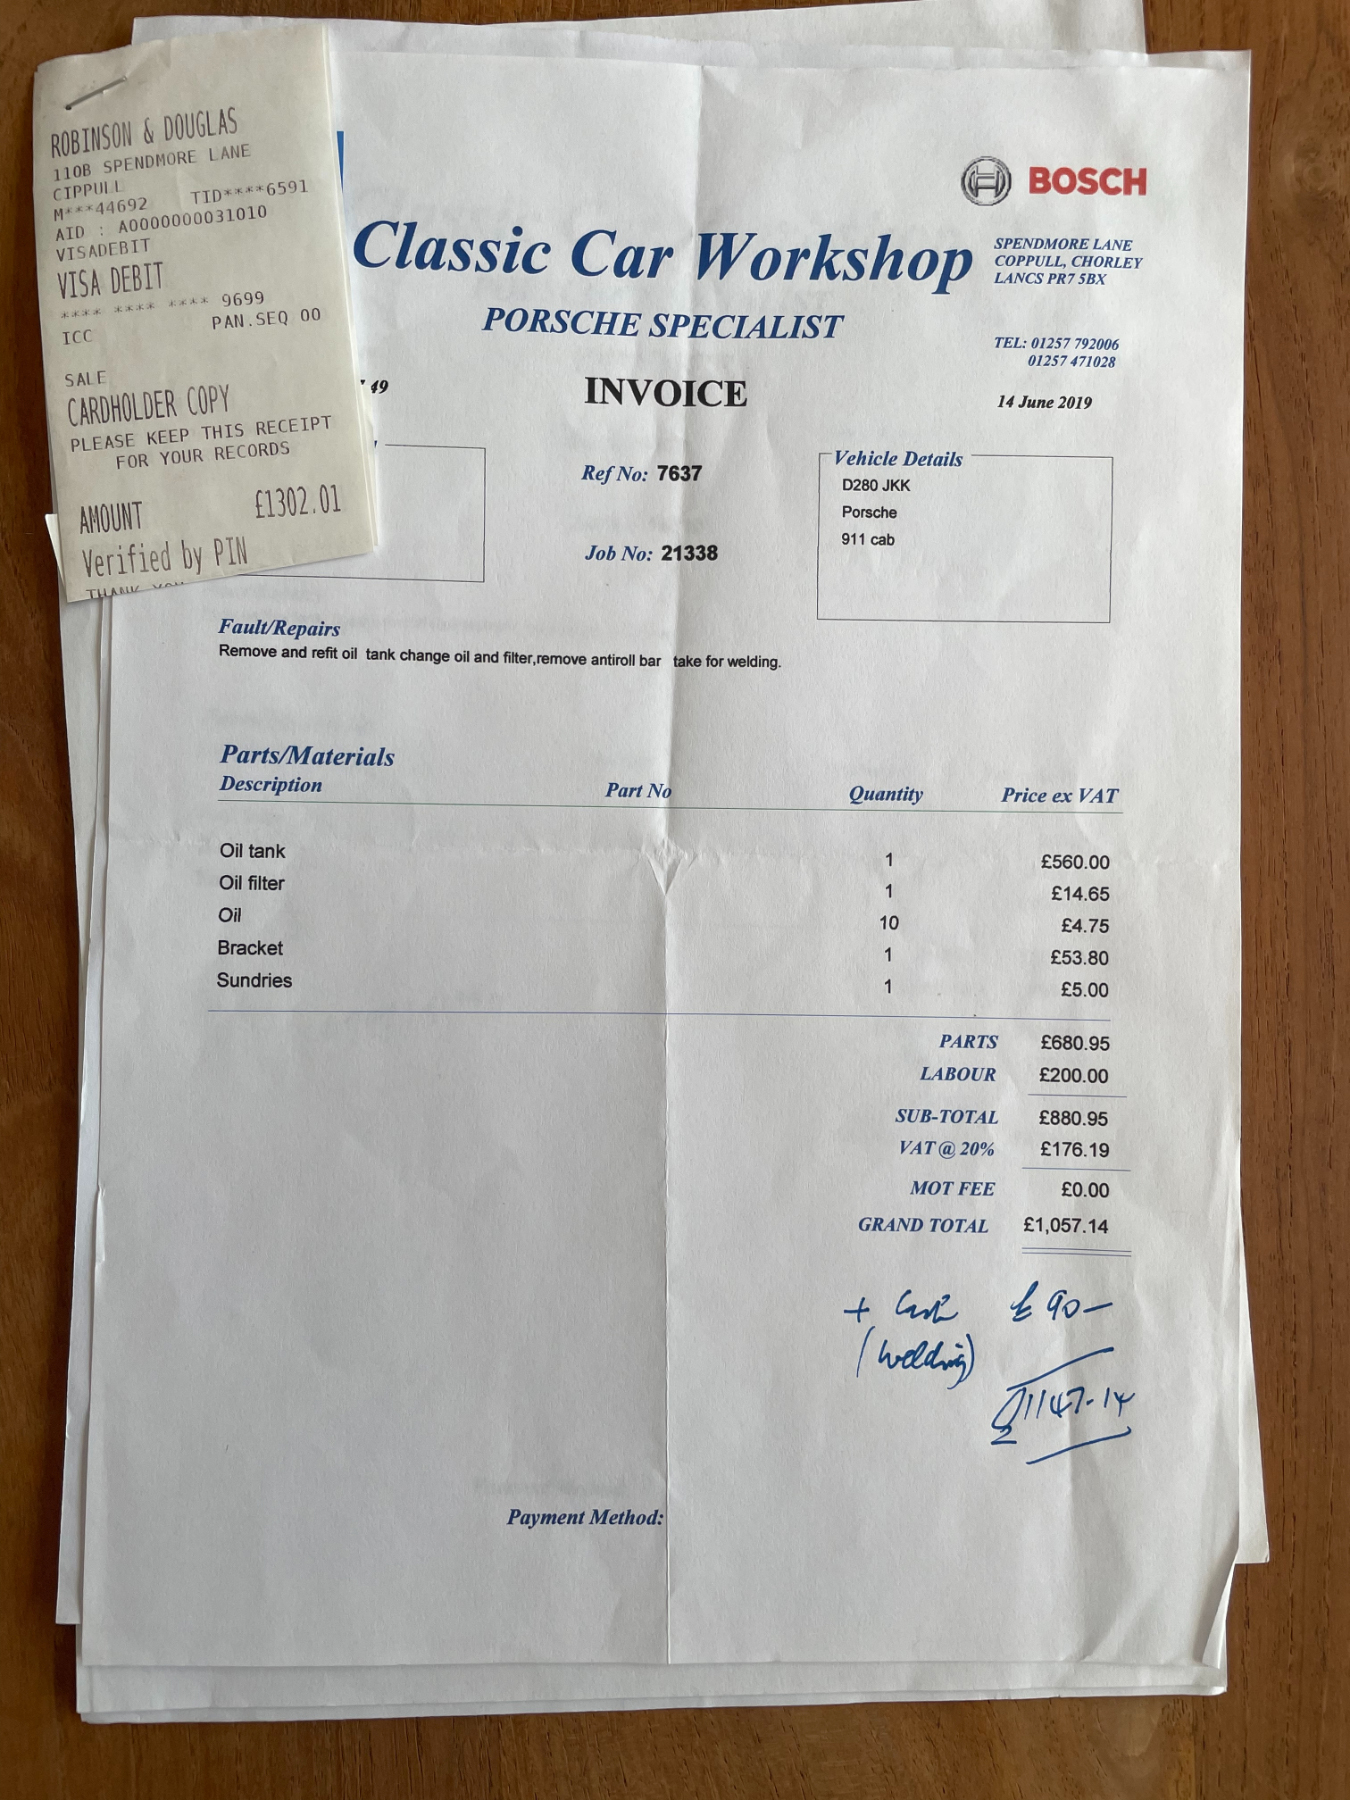 ROBINSON & DOUGLAS
110B SPENDMORE LANE
CIPPULL
M***44692 TID****6591
AID : A0000000031010
VISADEBIT
VISA DEBIT
**** **** **** 9699
ICC PAN.SEQ 00
SALE
CARDHOLDER COPY
PLEASE KEEP THIS RECEIPT
FOR YOUR RECORDS
AMOUNT £1302.01
Verified by PIN
THANK YOU
BOSCH
Classic Car Workshop
PORSCHE SPECIALIST
SPENDMORE LANE
COPPULL, CHORLEY
LANCS PR7 5BX
TEL: 01257 792006
01257 471028
49
INVOICE
14 June 2019
Ref No: 7637
Job No: 21338
Vehicle Details
D280 JKK
Porsche
911 cab
Fault/Repairs
Remove and refit oil tank change oil and filter,remove antiroll bar take for welding.
Parts/Materials
Description Part No Quantity Price ex VAT
Oil tank 1 £560.00
Oil filter 1 £14.65
Oil 10 £4.75
Bracket 1 £53.80
Sundries 1 £5.00
PARTS £680.95
LABOUR £200.00
SUB-TOTAL £880.95
VAT @ 20% £176.19
MOT FEE £0.00
GRAND TOTAL £1,057.14
+ Cash £90—
(Welding)
£1147-14
Payment Method: